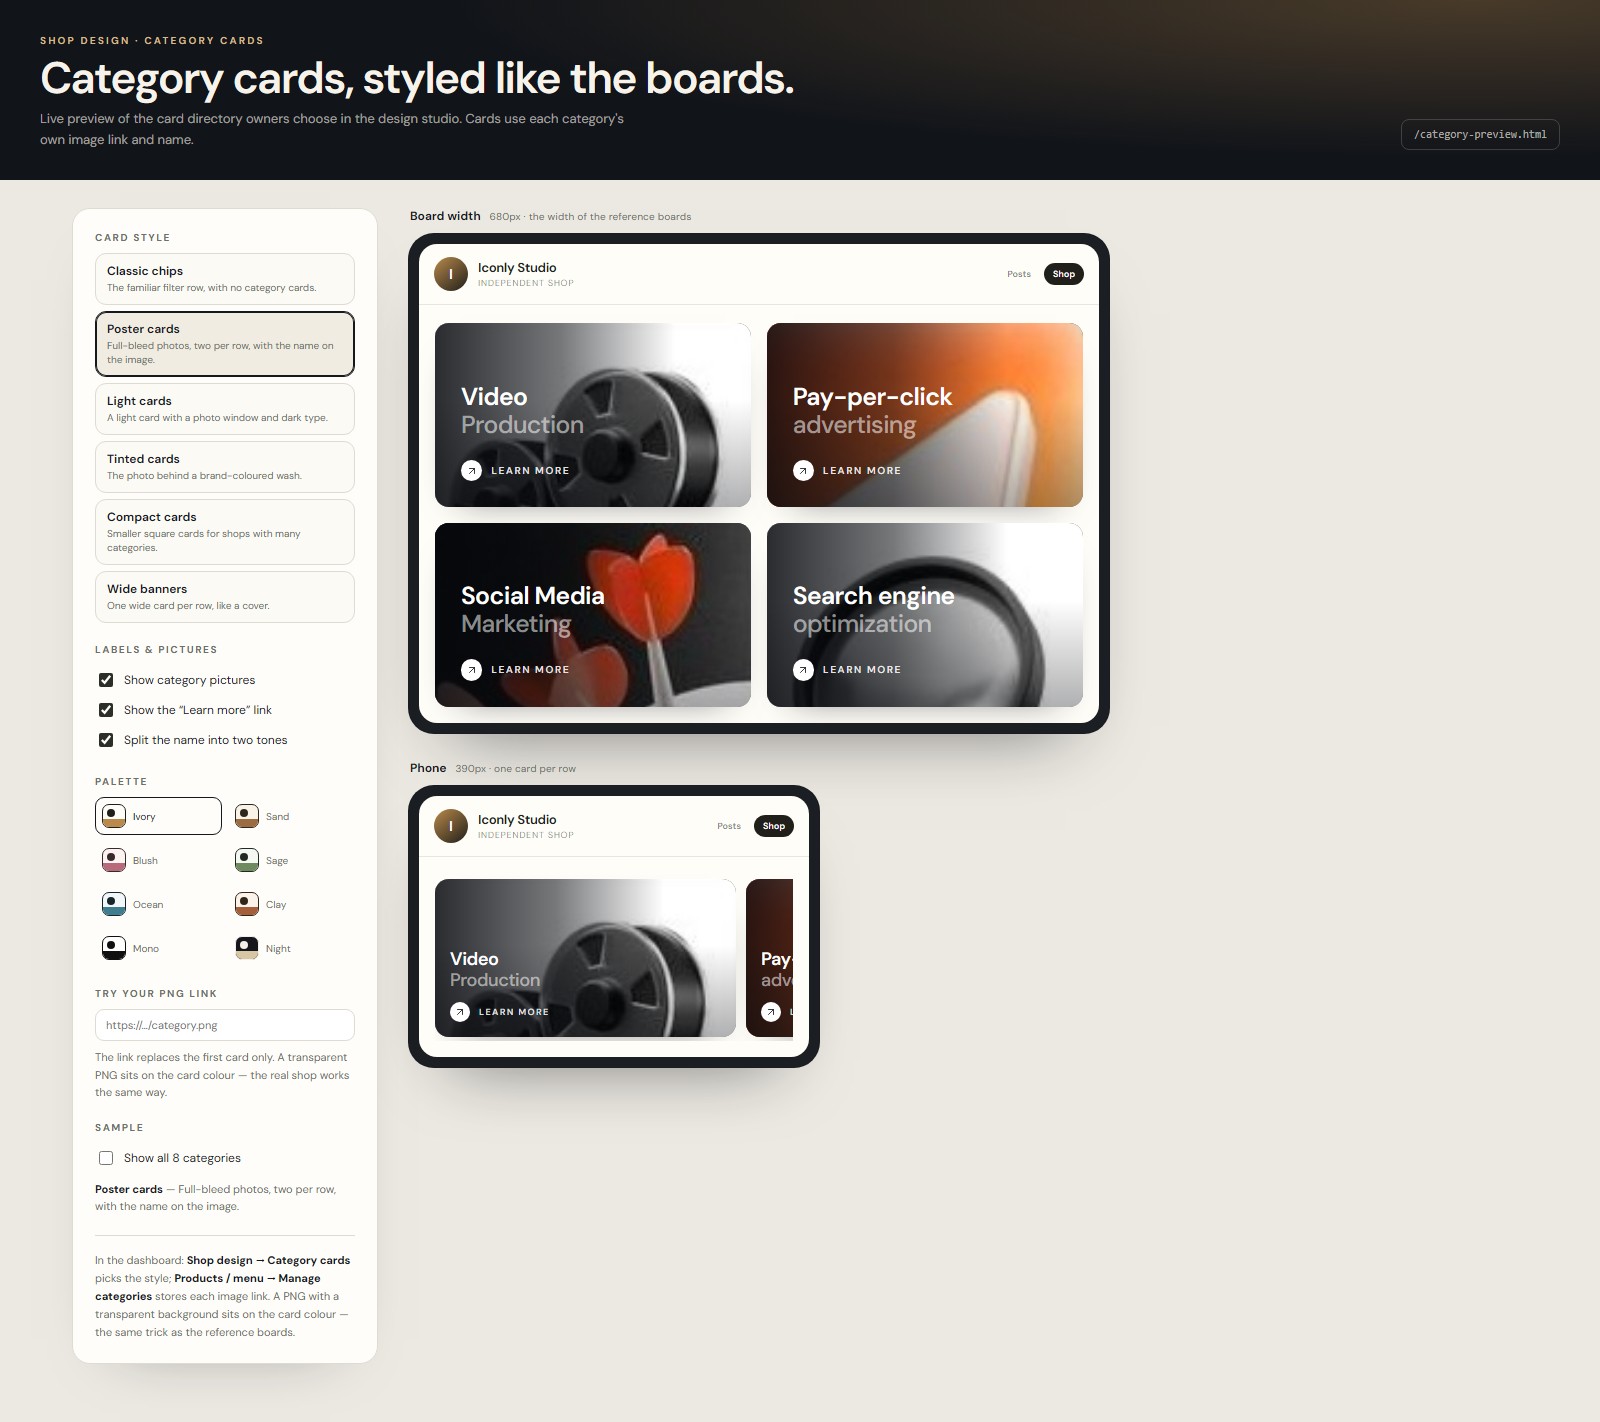 SHOP DESIGN · CATEGORY CARDS
Category cards, styled like the boards.
Live preview of the card directory owners choose in the design studio. Cards use each category's
own image link and name.
/category-preview.html
CARD STYLE
Classic chips
The familiar filter row, with no category cards.
Poster cards
Full-bleed photos, two per row, with the name on
the image.
Light cards
A light card with a photo window and dark type.
Tinted cards
The photo behind a brand-coloured wash.
Compact cards
Smaller square cards for shops with many
categories.
Wide banners
One wide card per row, like a cover.
LABELS & PICTURES
Show category pictures
Show the “Learn more” link
Split the name into two tones
PALETTE
Ivory
Sand
Blush
Sage
Ocean
Clay
Mono
Night
TRY YOUR PNG LINK
https://…/category.png
The link replaces the first card only. A transparent
PNG sits on the card colour — the real shop works
the same way.
SAMPLE
Show all 8 categories
Poster cards — Full-bleed photos, two per row,
with the name on the image.
In the dashboard: Shop design → Category cards
picks the style; Products / menu → Manage
categories stores each image link. A PNG with a
transparent background sits on the card colour —
the same trick as the reference boards.
Board width 680px · the width of the reference boards
I
Iconly Studio
INDEPENDENT SHOP
Posts
Shop
Video
Production
LEARN MORE
Pay-per-click
advertising
LEARN MORE
Social Media
Marketing
LEARN MORE
Search engine
optimization
LEARN MORE
Phone 390px · one card per row
I
Iconly Studio
INDEPENDENT SHOP
Posts
Shop
Video
Production
LEARN MORE
Pay-
adve
L